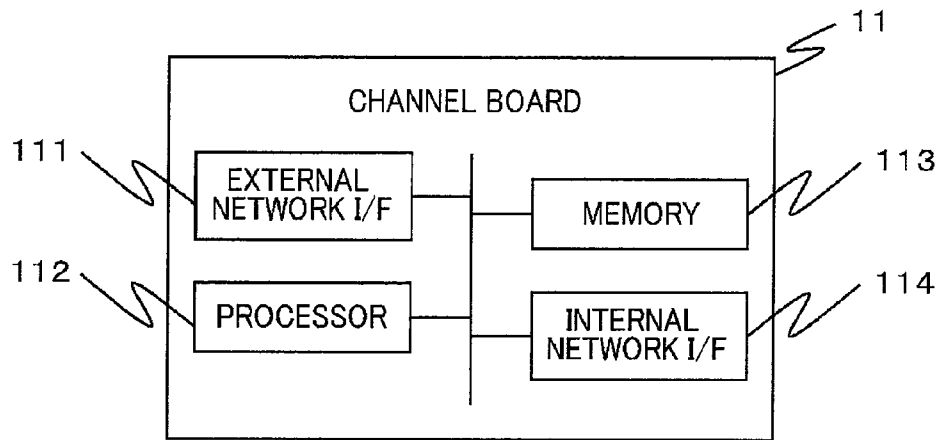 11
CHANNEL BOARD
111
EXTERNAL
NETWORK I/F
MEMORY
113
112
PROCESSOR
INTERNAL
NETWORK I/F
114